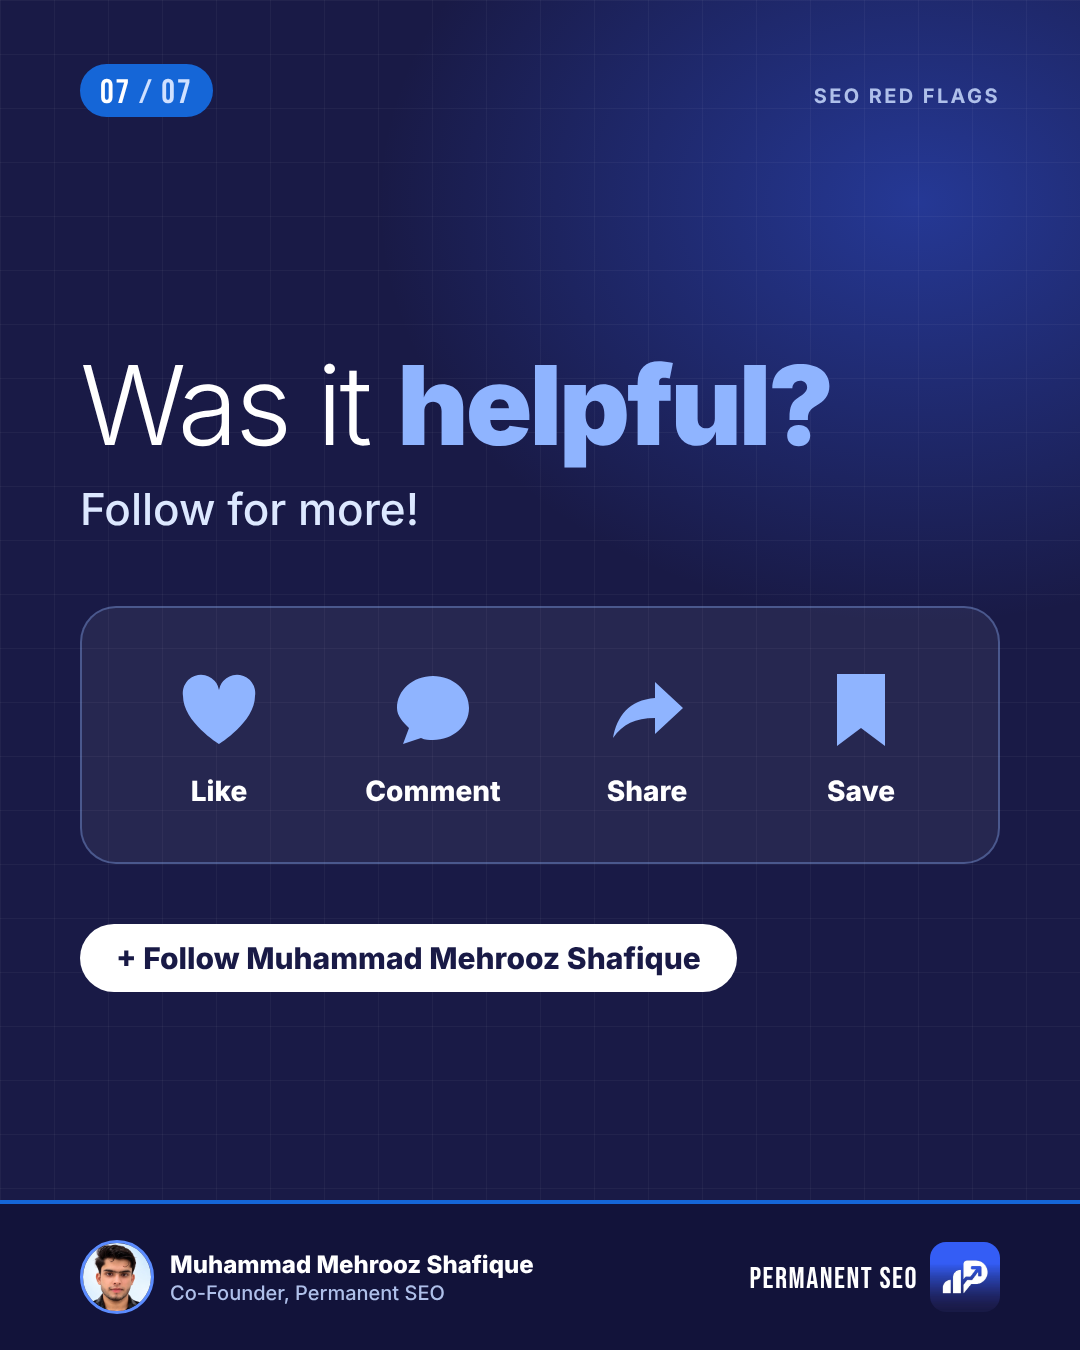 07 / 07
SEO RED FLAGS
Was it helpful?
Follow for more!
Like
Comment
Share
Save
+ Follow Muhammad Mehrooz Shafique
Muhammad Mehrooz Shafique
Co-Founder, Permanent SEO
PERMANENT SEO